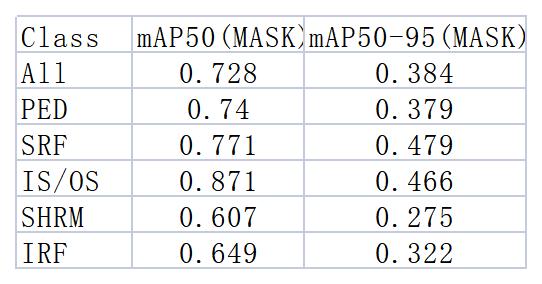 Class mAP50(MASK) mAP50-95(MASK)
All 0.728 0.384
PED 0.74 0.379
SRF 0.771 0.479
IS/OS 0.871 0.466
SHRM 0.607 0.275
IRF 0.649 0.322